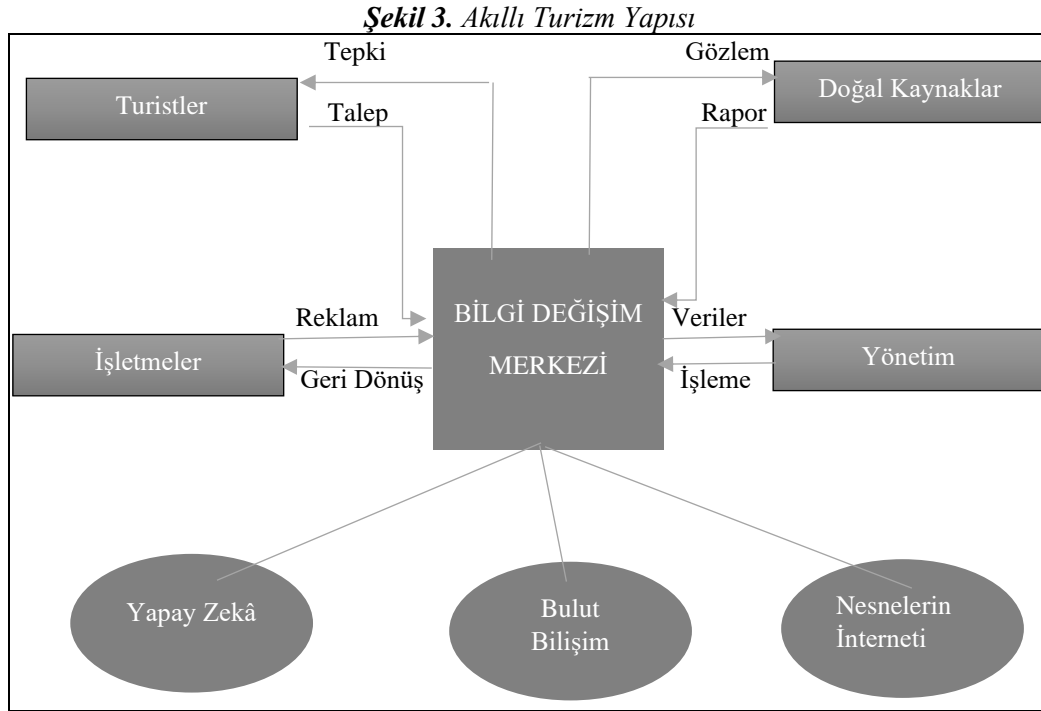 Şekil 3. Akıllı Turizm Yapısı
Tepki
Gözlem
Turistler
Doğal Kaynaklar
Talep
Rapor
BİLGİ DEĞİŞİM
MERKEZİ
Reklam
Veriler
İşletmeler
Yönetim
Geri Dönüş
İşleme
Yapay Zekâ
Bulut
Bilişim
Nesnelerin
İnterneti